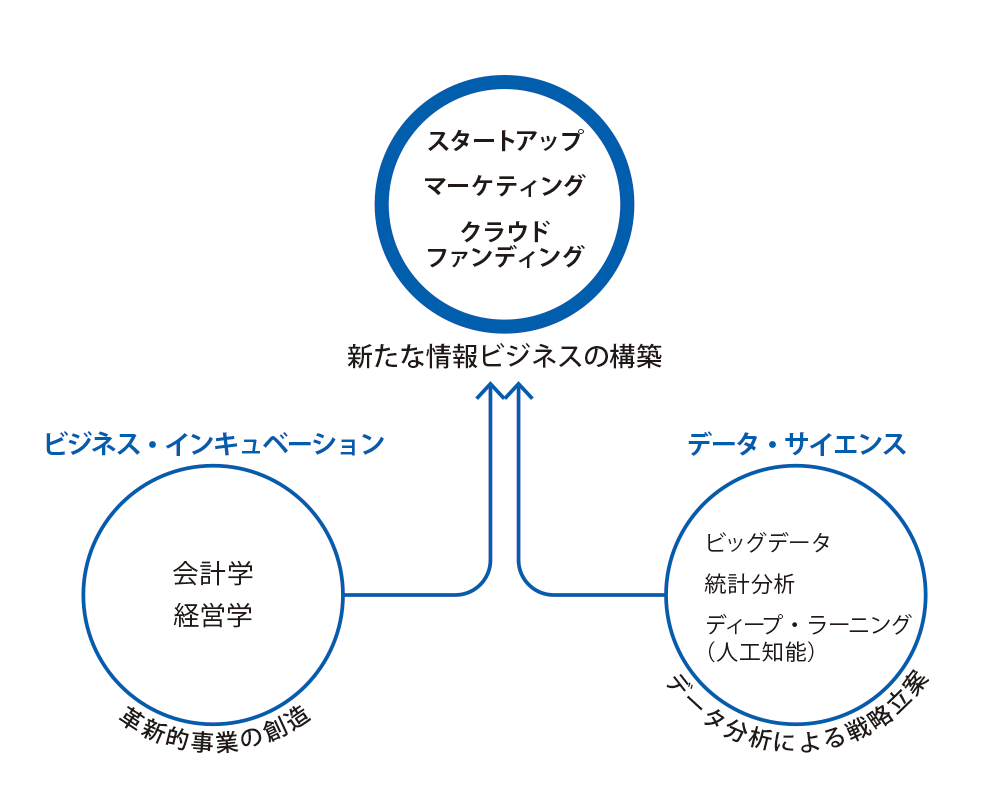 スタートアップ
マーケティング
クラウド
ファンディング
新たな情報ビジネスの構築
ビジネス・インキュベーション
会計学
経営学
革新的事業の創造
データ・サイエンス
ビッグデータ
統計分析
ディープ・ラーニング
（人工知能）
データ分析による戦略立案